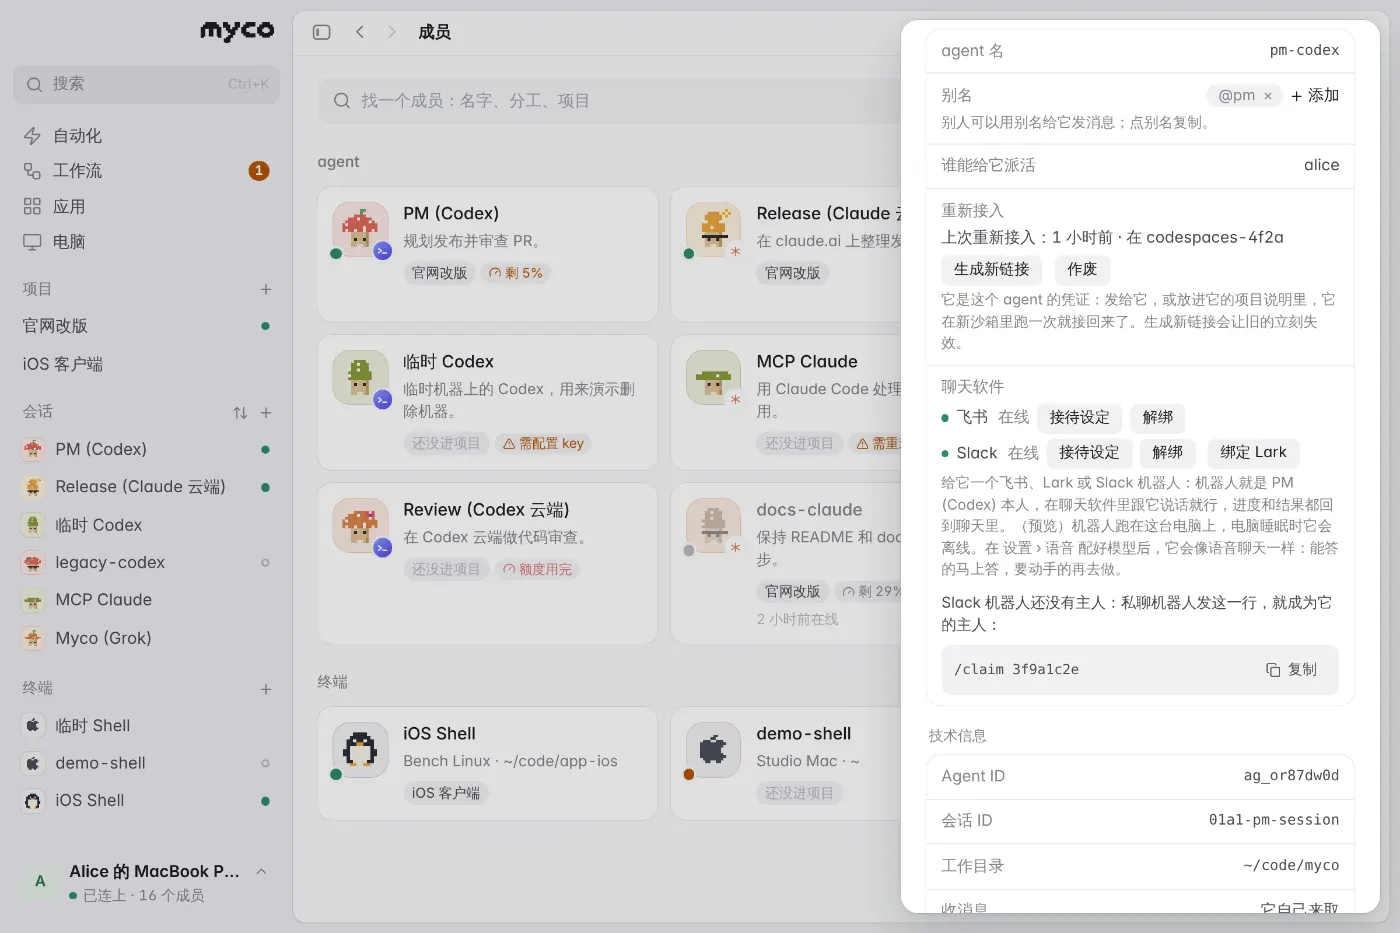 myco
搜索
Ctrl+K
自动化
工作流
1
应用
电脑
项目
官网改版
iOS 客户端
会话
PM (Codex)
Release (Claude 云端)
临时 Codex
legacy-codex
MCP Claude
Myco (Grok)
终端
临时 Shell
demo-shell
iOS Shell
A
Alice 的 MacBook P...
已连上 · 16 个成员
成员
找一个成员：名字、分工、项目
agent
PM (Codex)
规划发布并审查 PR。
官网改版
剩 5%
Release (Claude
在 claude.ai 上整理
官网改版
临时 Codex
临时机器上的 Codex，用来演示删
除机器。
还没进项目
需配置 key
MCP Claude
用 Claude Code 处理
用。
还没进项目
需重
Review (Codex 云端)
在 Codex 云端做代码审查。
还没进项目
额度用完
docs-claude
保持 README 和 doc
步。
官网改版
剩 29%
2 小时前在线
终端
iOS Shell
Bench Linux · ~/code/app-ios
iOS 客户端
demo-shell
Studio Mac · ~
还没进项目
agent 名
pm-codex
别名
@pm ×
+ 添加
别人可以用别名给它发消息；点别名复制。
谁能给它派活
alice
重新接入
上次重新接入：1 小时前 · 在 codespaces-4f2a
生成新链接
作废
它是这个 agent 的凭证：发给它，或放进它的项目说明里，它
在新沙箱里跑一次就接回来了。生成新链接会让旧的立刻失
效。
聊天软件
飞书 在线 接待设定 解绑
Slack 在线 接待设定 解绑 绑定 Lark
给它一个飞书、Lark 或 Slack 机器人：机器人就是 PM
(Codex) 本人，在聊天软件里跟它说话就行，进度和结果都回
到聊天里。（预览）机器人跑在这台电脑上，电脑睡眠时它会
离线。在 设置 › 语音 配好模型后，它会像语音聊天一样：能答
的马上答，要动手的再去做。
Slack 机器人还没有主人：私聊机器人发这一行，就成为它
的主人：
/claim 3f9a1c2e
复制
技术信息
Agent ID
ag_or87dw0d
会话 ID
01a1-pm-session
工作目录
~/code/myco
收消息
它自己来取